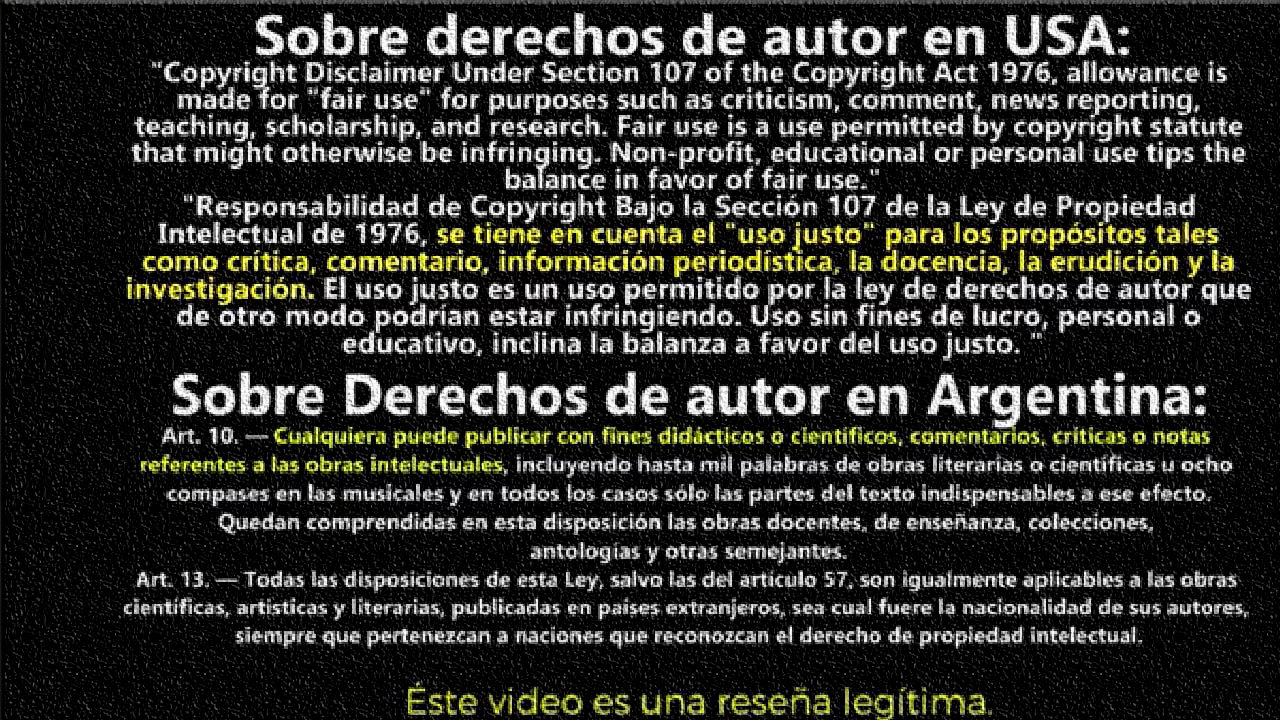 Sobre derechos de autor en USA:
"Copyright Disclaimer Under Section 107 of the Copyright Act 1976, allowance is
made for "fair use" for purposes such as criticism, comment, news reporting,
teaching, scholarship, and research. Fair use is a use permitted by copyright statute
that might otherwise be infringing. Non-profit, educational or personal use tips the
balance in favor of fair use."
"Responsabilidad de Copyright Bajo la Sección 107 de la Ley de Propiedad
Intelectual de 1976, se tiene en cuenta el "uso justo" para los propósitos tales
como crítica, comentario, información periodística, la docencia, la erudición y la
investigación. El uso justo es un uso permitido por la ley de derechos de autor que
de otro modo podrían estar infringiendo. Uso sin fines de lucro, personal o
educativo, inclina la balanza a favor del uso justo. "
Sobre Derechos de autor en Argentina:
Art. 10. — Cualquiera puede publicar con fines didácticos o científicos, comentarios, críticas o notas
referentes a las obras intelectuales, incluyendo hasta mil palabras de obras literarias o científicas u ocho
compases en las musicales y en todos los casos sólo las partes del texto indispensables a ese efecto.
Quedan comprendidas en esta disposición las obras docentes, de enseñanza, colecciones,
antologías y otras semejantes.
Art. 13. — Todas las disposiciones de esta Ley, salvo las del artículo 57, son igualmente aplicables a las obras
científicas, artísticas y literarias, publicadas en países extranjeros, sea cual fuere la nacionalidad de sus autores,
siempre que pertenezcan a naciones que reconozcan el derecho de propiedad intelectual.
Éste video es una reseña legítima.